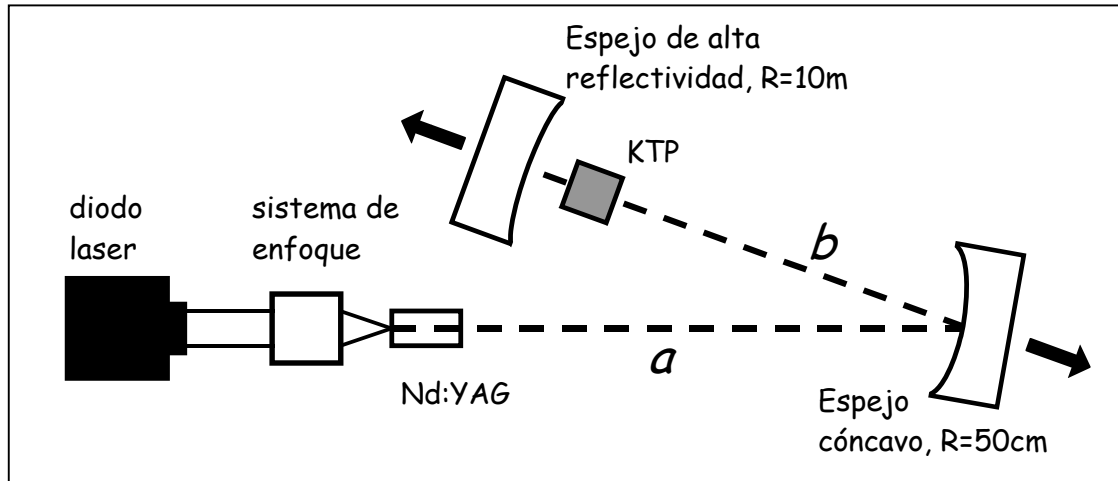 Espejo de alta
reflectividad, R=10m
KTP
diodo
laser
sistema de
enfoque
b
a
Nd:YAG
Espejo
cóncavo, R=50cm